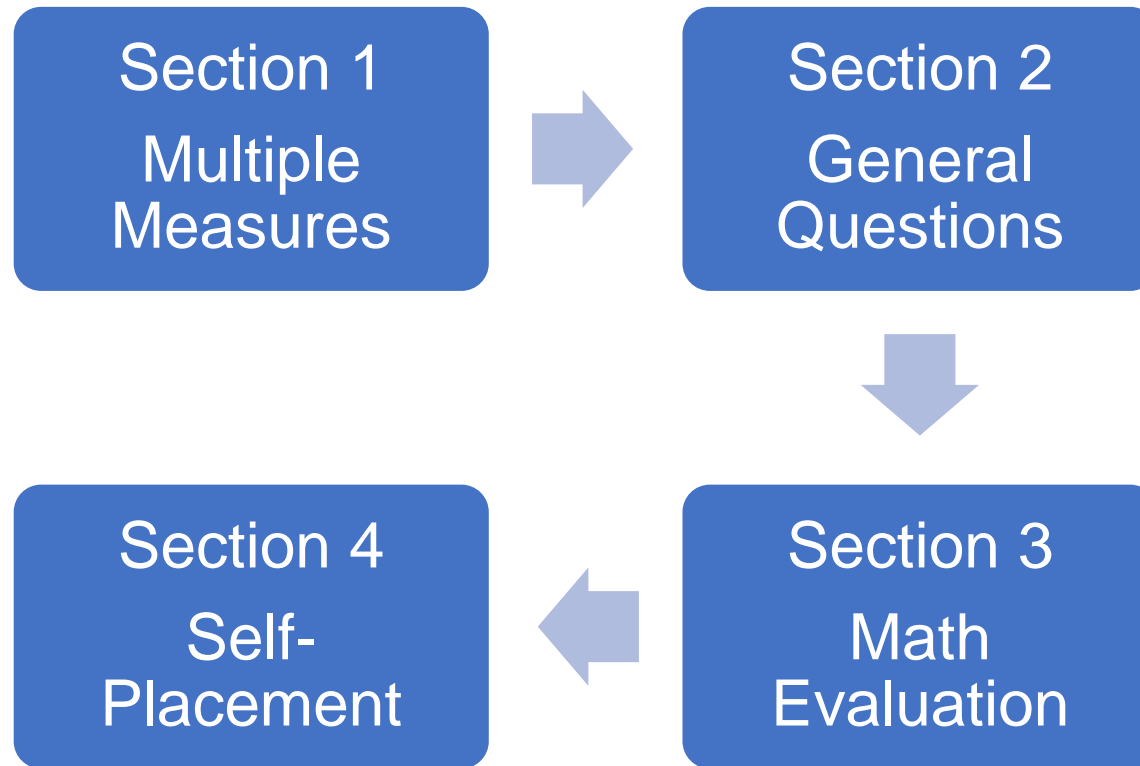 Section 1
Multiple
Measures
Section 2
General
Questions
Section 3
Math
Evaluation
Section 4
Self-
Placement